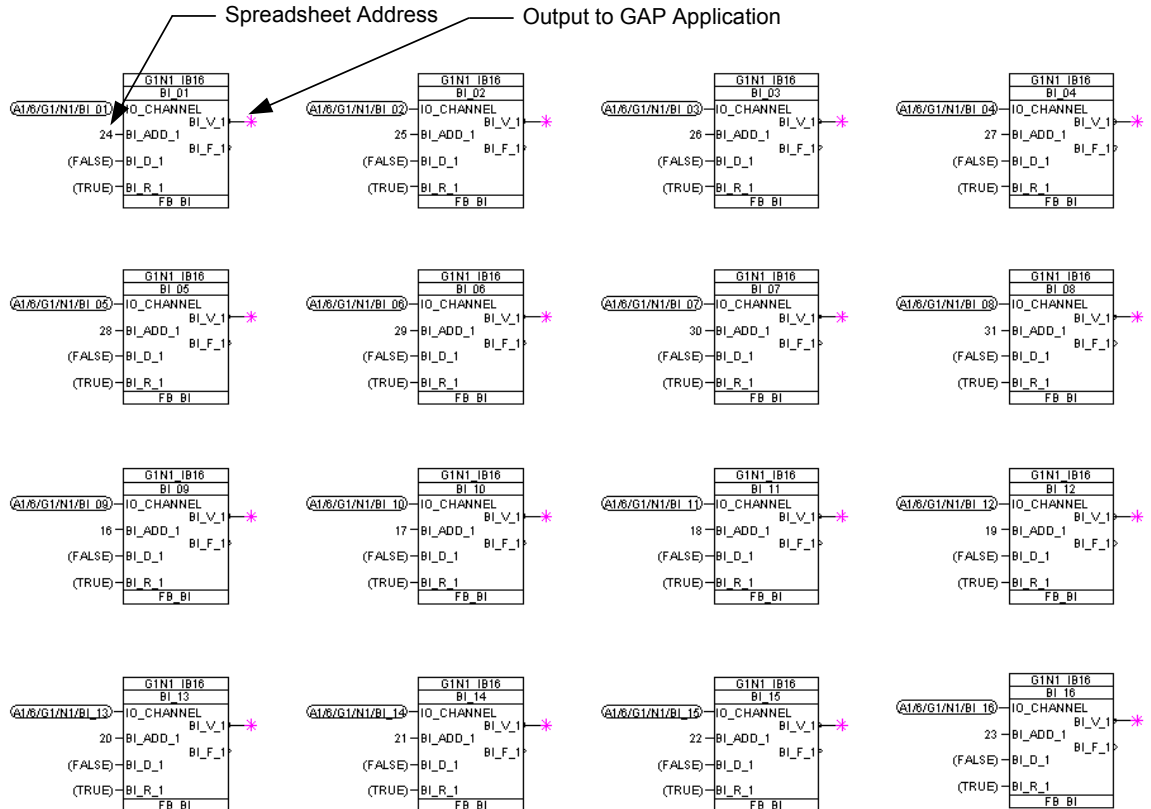 Spreadsheet Address
Output to GAP Application
G1N1_IB16
BI_01
A1/6/G1/N1/BI_01
IO_CHANNEL
BI_V_1
24
BI_ADD_1
BI_F_1
(FALSE)
BI_D_1
(TRUE)
BI_R_1
FB_BI
G1N1_IB16
BI_02
A1/6/G1/N1/BI_02
IO_CHANNEL
BI_V_1
25
BI_ADD_1
BI_F_1
(FALSE)
BI_D_1
(TRUE)
BI_R_1
FB_BI
G1N1_IB16
BI_03
A1/6/G1/N1/BI_03
IO_CHANNEL
BI_V_1
26
BI_ADD_1
BI_F_1
(FALSE)
BI_D_1
(TRUE)
BI_R_1
FB_BI
G1N1_IB16
BI_04
A1/6/G1/N1/BI_04
IO_CHANNEL
BI_V_1
27
BI_ADD_1
BI_F_1
(FALSE)
BI_D_1
(TRUE)
BI_R_1
FB_BI
G1N1_IB16
BI_05
A1/6/G1/N1/BI_05
IO_CHANNEL
BI_V_1
28
BI_ADD_1
BI_F_1
(FALSE)
BI_D_1
(TRUE)
BI_R_1
FB_BI
G1N1_IB16
BI_06
A1/6/G1/N1/BI_06
IO_CHANNEL
BI_V_1
29
BI_ADD_1
BI_F_1
(FALSE)
BI_D_1
(TRUE)
BI_R_1
FB_BI
G1N1_IB16
BI_07
A1/6/G1/N1/BI_07
IO_CHANNEL
BI_V_1
30
BI_ADD_1
BI_F_1
(FALSE)
BI_D_1
(TRUE)
BI_R_1
FB_BI
G1N1_IB16
BI_08
A1/6/G1/N1/BI_08
IO_CHANNEL
BI_V_1
31
BI_ADD_1
BI_F_1
(FALSE)
BI_D_1
(TRUE)
BI_R_1
FB_BI
G1N1_IB16
BI_09
A1/6/G1/N1/BI_09
IO_CHANNEL
BI_V_1
16
BI_ADD_1
BI_F_1
(FALSE)
BI_D_1
(TRUE)
BI_R_1
FB_BI
G1N1_IB16
BI_10
A1/6/G1/N1/BI_10
IO_CHANNEL
BI_V_1
17
BI_ADD_1
BI_F_1
(FALSE)
BI_D_1
(TRUE)
BI_R_1
FB_BI
G1N1_IB16
BI_11
A1/6/G1/N1/BI_11
IO_CHANNEL
BI_V_1
18
BI_ADD_1
BI_F_1
(FALSE)
BI_D_1
(TRUE)
BI_R_1
FB_BI
G1N1_IB16
BI_12
A1/6/G1/N1/BI_12
IO_CHANNEL
BI_V_1
19
BI_ADD_1
BI_F_1
(FALSE)
BI_D_1
(TRUE)
BI_R_1
FB_BI
G1N1_IB16
BI_13
A1/6/G1/N1/BI_13
IO_CHANNEL
BI_V_1
20
BI_ADD_1
BI_F_1
(FALSE)
BI_D_1
(TRUE)
BI_R_1
FB_BI
G1N1_IB16
BI_14
A1/6/G1/N1/BI_14
IO_CHANNEL
BI_V_1
21
BI_ADD_1
BI_F_1
(FALSE)
BI_D_1
(TRUE)
BI_R_1
FB_BI
G1N1_IB16
BI_15
A1/6/G1/N1/BI_15
IO_CHANNEL
BI_V_1
22
BI_ADD_1
BI_F_1
(FALSE)
BI_D_1
(TRUE)
BI_R_1
FB_BI
G1N1_IB16
BI_16
A1/6/G1/N1/BI_16
IO_CHANNEL
BI_V_1
23
BI_ADD_1
BI_F_1
(FALSE)
BI_D_1
(TRUE)
BI_R_1
FB_BI